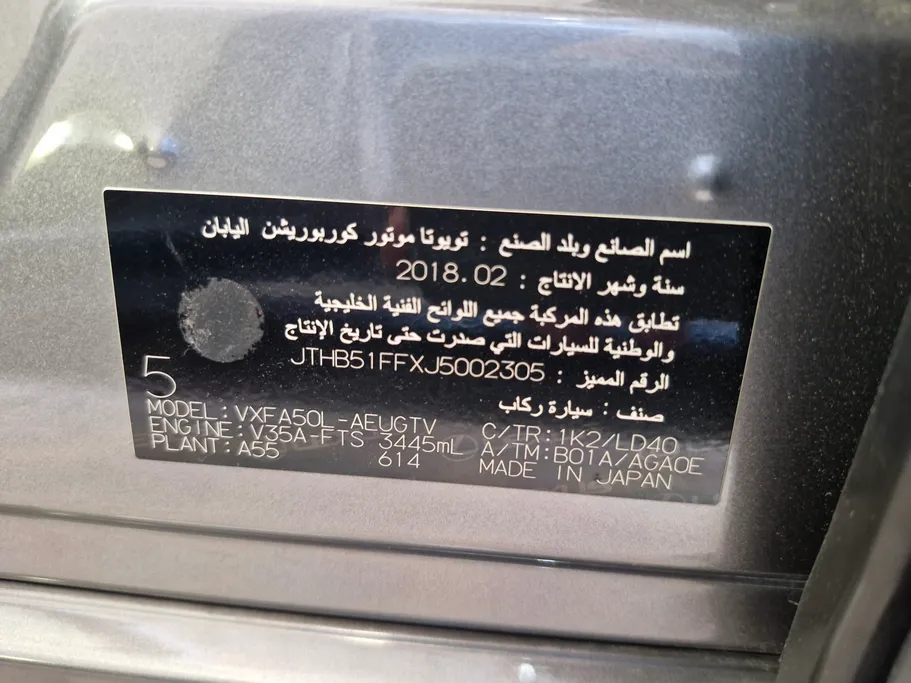 اسم الصانع وبلد الصنع : تويوتا موتور كوربوريشن اليابان
سنة وشهر الانتاج : 2018.02
تطابق هذه المركبة جميع اللوائح الفنية الخليجية
والوطنية للسيارات التي صدرت حتى تاريخ الإنتاج
الرقم المميز : JTHB51FFXJ5002305
صنف : سيارة ركاب
5
MODEL:VXFA50L-AEUGTV C/TR:1K2/LD40
ENGINE:V35A-FTS 3445mL A/TM:B01A/AGA0E
PLANT:A55 614 MADE IN JAPAN